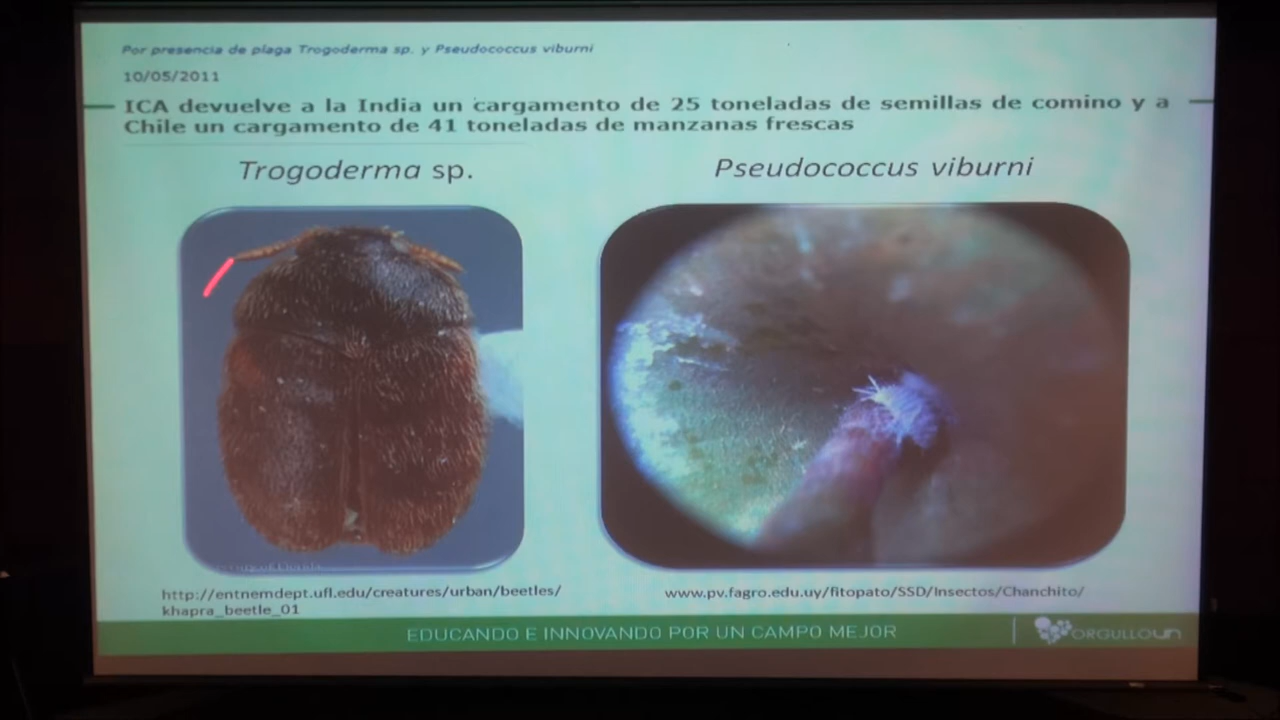 Por presencia de plaga Trogoderma sp. y Pseudococcus viburni
10/05/2011
ICA devuelve a la India un cargamento de 25 toneladas de semillas de comino y a
Chile un cargamento de 41 toneladas de manzanas frescas
Trogoderma sp.
Pseudococcus viburni
http://entnemdept.ufl.edu/creatures/urban/beetles/
khapra_beetle_01
www.pv.fagro.edu.uy/fitopato/SSD/Insectos/Chanchito/
EDUCANDO E INNOVANDO POR UN CAMPO MEJOR
ORGULLOUN